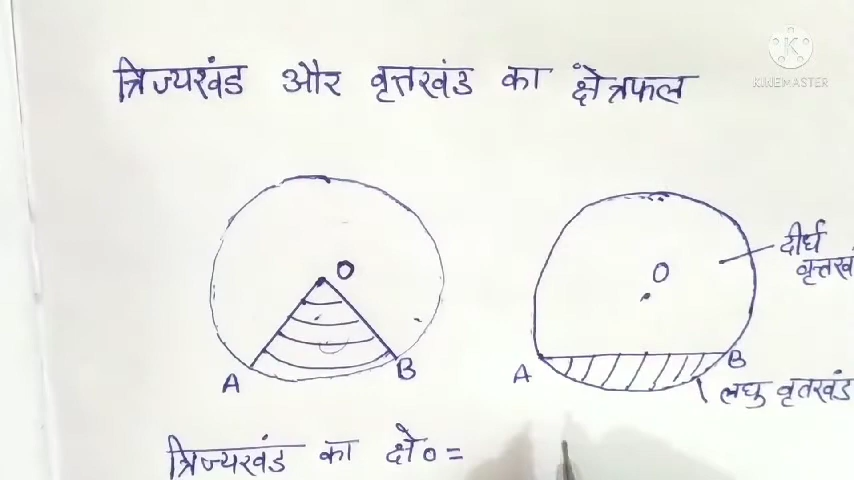 त्रिज्यखंड और वृत्तखंड का क्षेत्रफल
K
KINEMASTER
O
A
B
O
A
B
दीर्घ
लघु वृतखंड
त्रिज्यखंड का क्षे० =